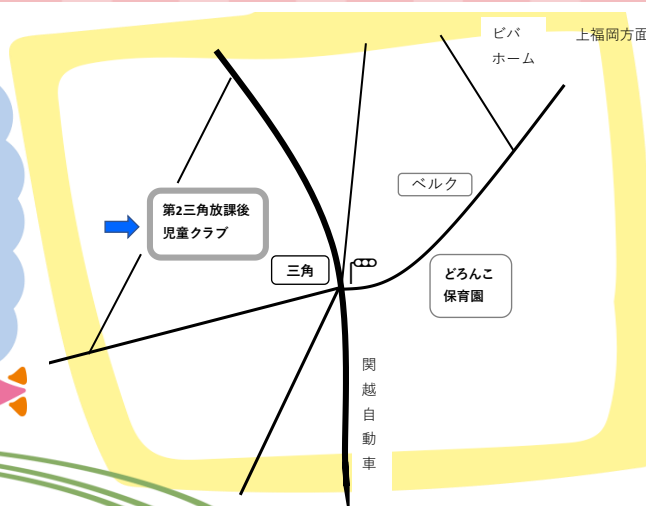 ビバ
ホーム
上福岡方面
ベルク
第2三角放課後
児童クラブ
三角
どろんこ
保育園
関越自動車